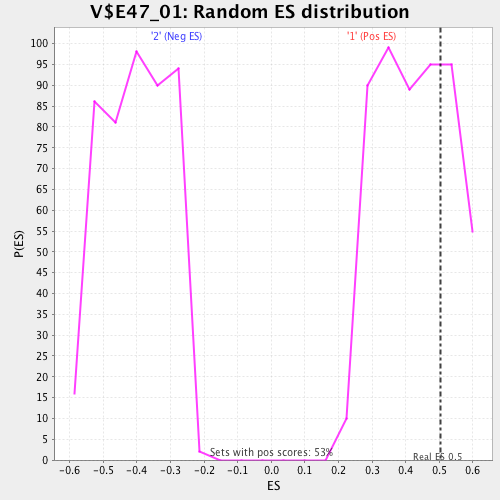 V$E47_01: Random ES distribution
'2' (Neg ES)
'1' (Pos ES)
100
95
90
85
80
75
70
65
60
55
50
45
40
35
30
25
20
15
10
5
0
P(ES)
Sets with pos scores: 53%
Real ES 0.5
−0.6 −0.5 −0.4 −0.3 −0.2 −0.1 0.0 0.1 0.2 0.3 0.4 0.5 0.6
ES